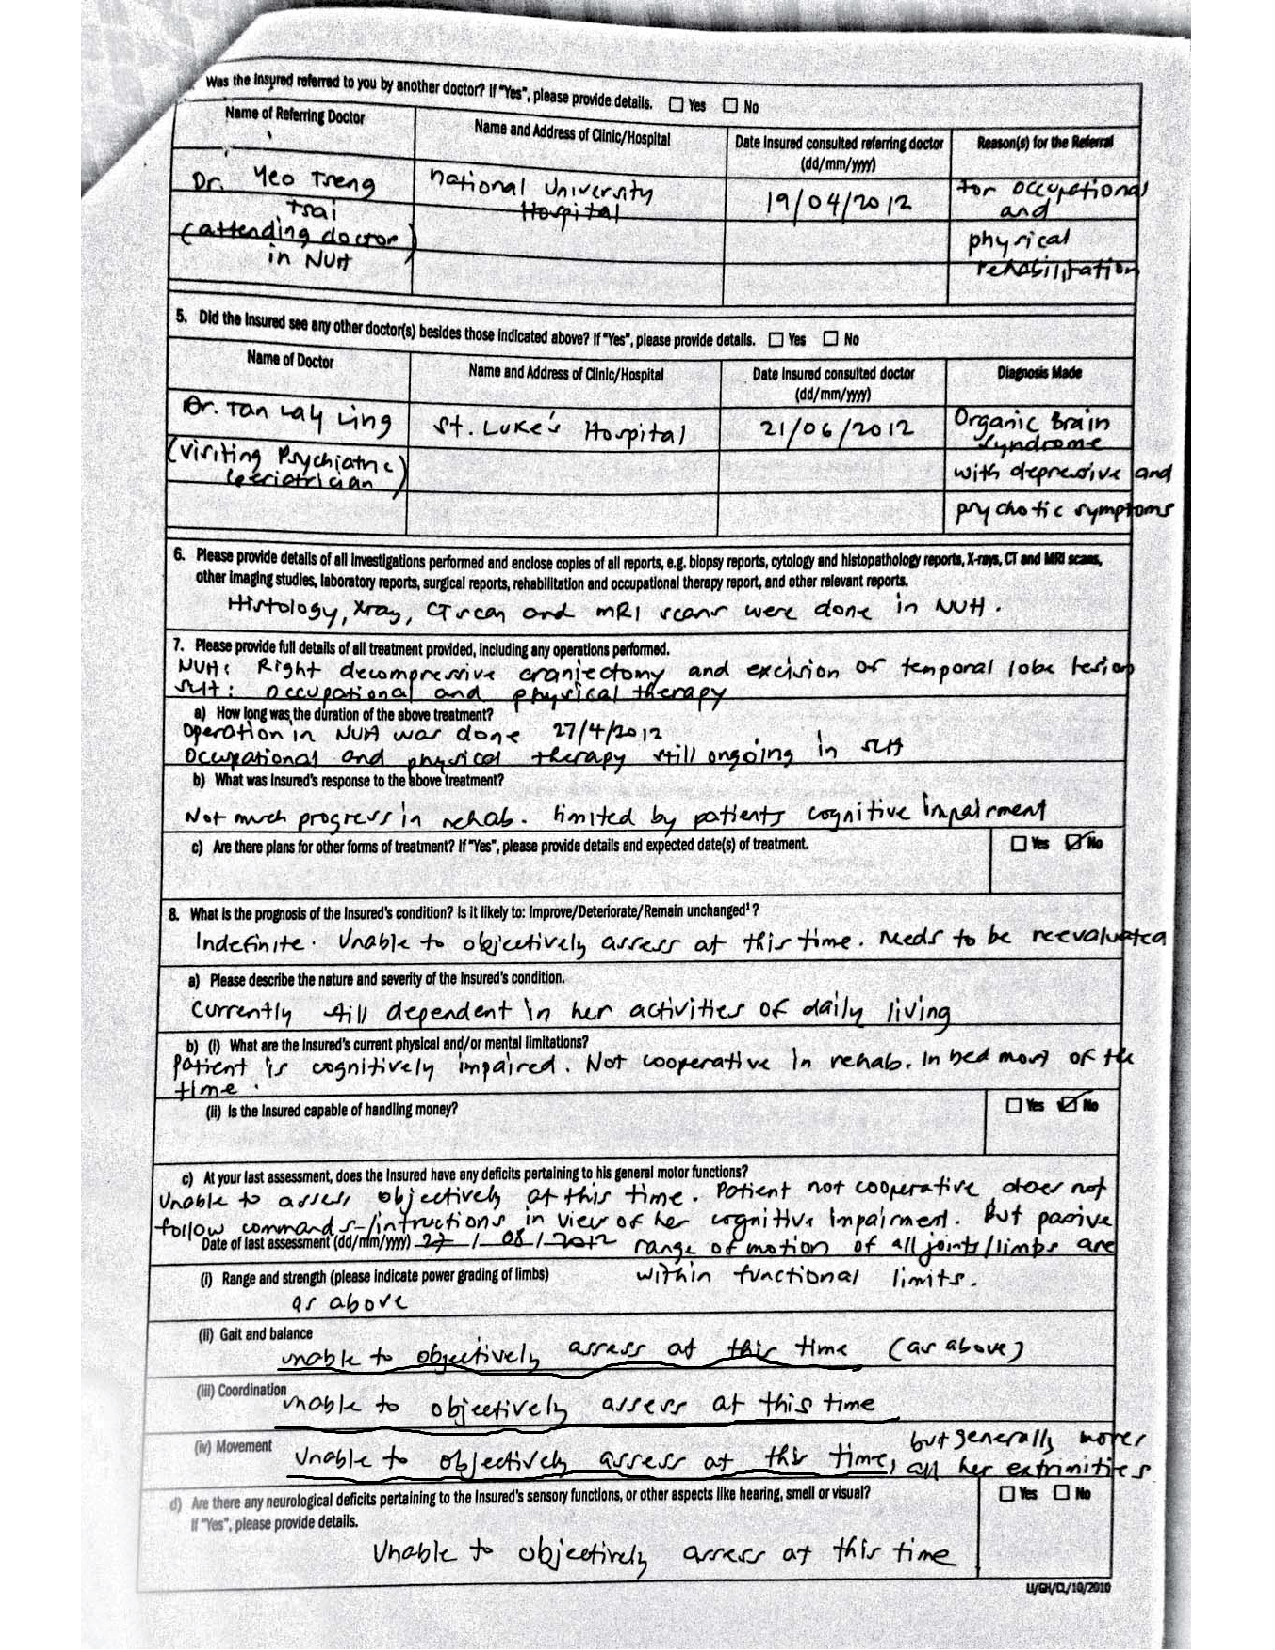 Was the Insured referred to you by another doctor? If "Yes", please provide details. ☐ Yes ☐ No
Name of Referring Doctor Name and Address of Clinic/Hospital Date Insured consulted referring doctor (dd/mm/yyyy) Reason(s) for the Referral
Dr. Yeo Tseng National University 19/04/2012 for occupational
Tsai Hospital and
(attending doctor) physical
in NUH rehabilitation
5. Did the Insured see any other doctor(s) besides those indicated above? If "Yes", please provide details. ☐ Yes ☐ No
Name of Doctor Name and Address of Clinic/Hospital Date Insured consulted doctor (dd/mm/yyyy) Diagnosis Made
Dr. Tan Lay Ling St. Luke's Hospital 21/06/2012 Organic Brain
Syndrome
(Visiting Psychiatric with depressive and
Geriatrician) psychotic symptoms
6. Please provide details of all investigations performed and enclose copies of all reports, e.g. biopsy reports, cytology and histopathology reports, X-rays, CT and MRI scans,
other imaging studies, laboratory reports, surgical reports, rehabilitation and occupational therapy report, and other relevant reports.
Histology, Xray, CT scan and MRI scans were done in NUH.
7. Please provide full details of all treatment provided, including any operations performed.
NUH: Right decompressive craniectomy and excision of temporal lobe lesion
SLH: occupational and physical therapy
a) How long was the duration of the above treatment?
Operation in NUH was done 27/4/2012
Occupational and physical therapy still ongoing in SLH
b) What was Insured's response to the above treatment?
Not much progress in rehab. limited by patients cognitive impairment
c) Are there plans for other forms of treatment? If "Yes", please provide details and expected date(s) of treatment. ☐ Yes ☑ No
8. What is the prognosis of the Insured's condition? Is it likely to: Improve/Deteriorate/Remain unchanged¹?
Indefinite. Unable to objectively assess at this time. Needs to be reevaluated
a) Please describe the nature and severity of the Insured's condition.
Currently still dependent in her activities of daily living
b) (i) What are the Insured's current physical and/or mental limitations?
Patient is cognitively impaired. Not cooperative in rehab. In bed most of the
time.
(ii) Is the Insured capable of handling money? ☐ Yes ☑ No
c) At your last assessment, does the Insured have any deficits pertaining to his general motor functions?
Unable to assess objectively at this time. Patient not cooperative, does not
follow commands/intructions in view of her cognitive impairment. But passive
Date of last assessment (dd/mm/yyyy) 27/08/2012 range of motion of all joints/limbs are
(i) Range and strength (please indicate power grading of limbs) within functional limits.
as above
(ii) Gait and balance
unable to objectively assess at this time (as above)
(iii) Coordination unable to objectively assess at this time
(iv) Movement Unable to objectively assess at this time, but generally moves
all her extrimities.
d) Are there any neurological deficits pertaining to the Insured's sensory functions, or other aspects like hearing, smell or visual? ☐ Yes ☐ No
If "Yes", please provide details.
Unable to objectively assess at this time
LI/GH/CL/10/2010